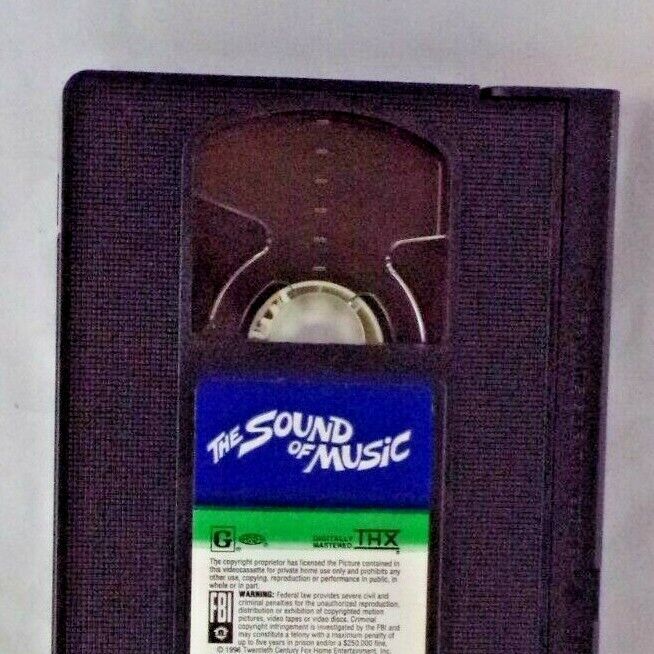 THE SOUND
OF MUSIC
G DIGITALLY MASTERED THX
The copyright proprietor has licensed the Picture contained in
this videocassette for private home use only and prohibits any
other use, copying, reproduction or performance in public, in
whole or in part.
FBI
WARNING: Federal law provides severe civil and
criminal penalties for the unauthorized reproduction,
distribution or exhibition of copyrighted motion
pictures, video tapes or video discs. Criminal
copyright infringement is investigated by the FBI and
may constitute a felony with a maximum penalty of
up to five years in prison and/or a $250,000 fine.
© 1996 Twentieth Century Fox Home Entertainment, Inc.